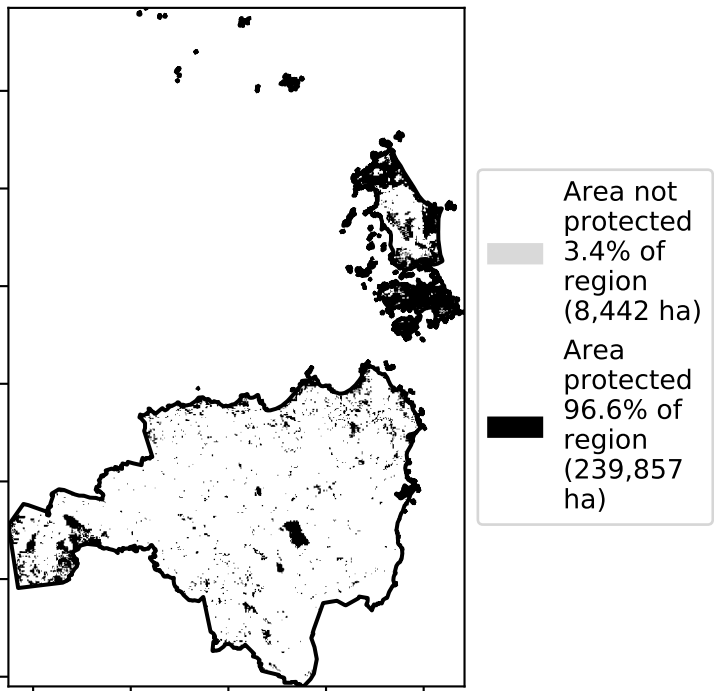 Area not
protected
3.4% of
region
(8,442 ha)
Area
protected
96.6% of
region
(239,857
ha)